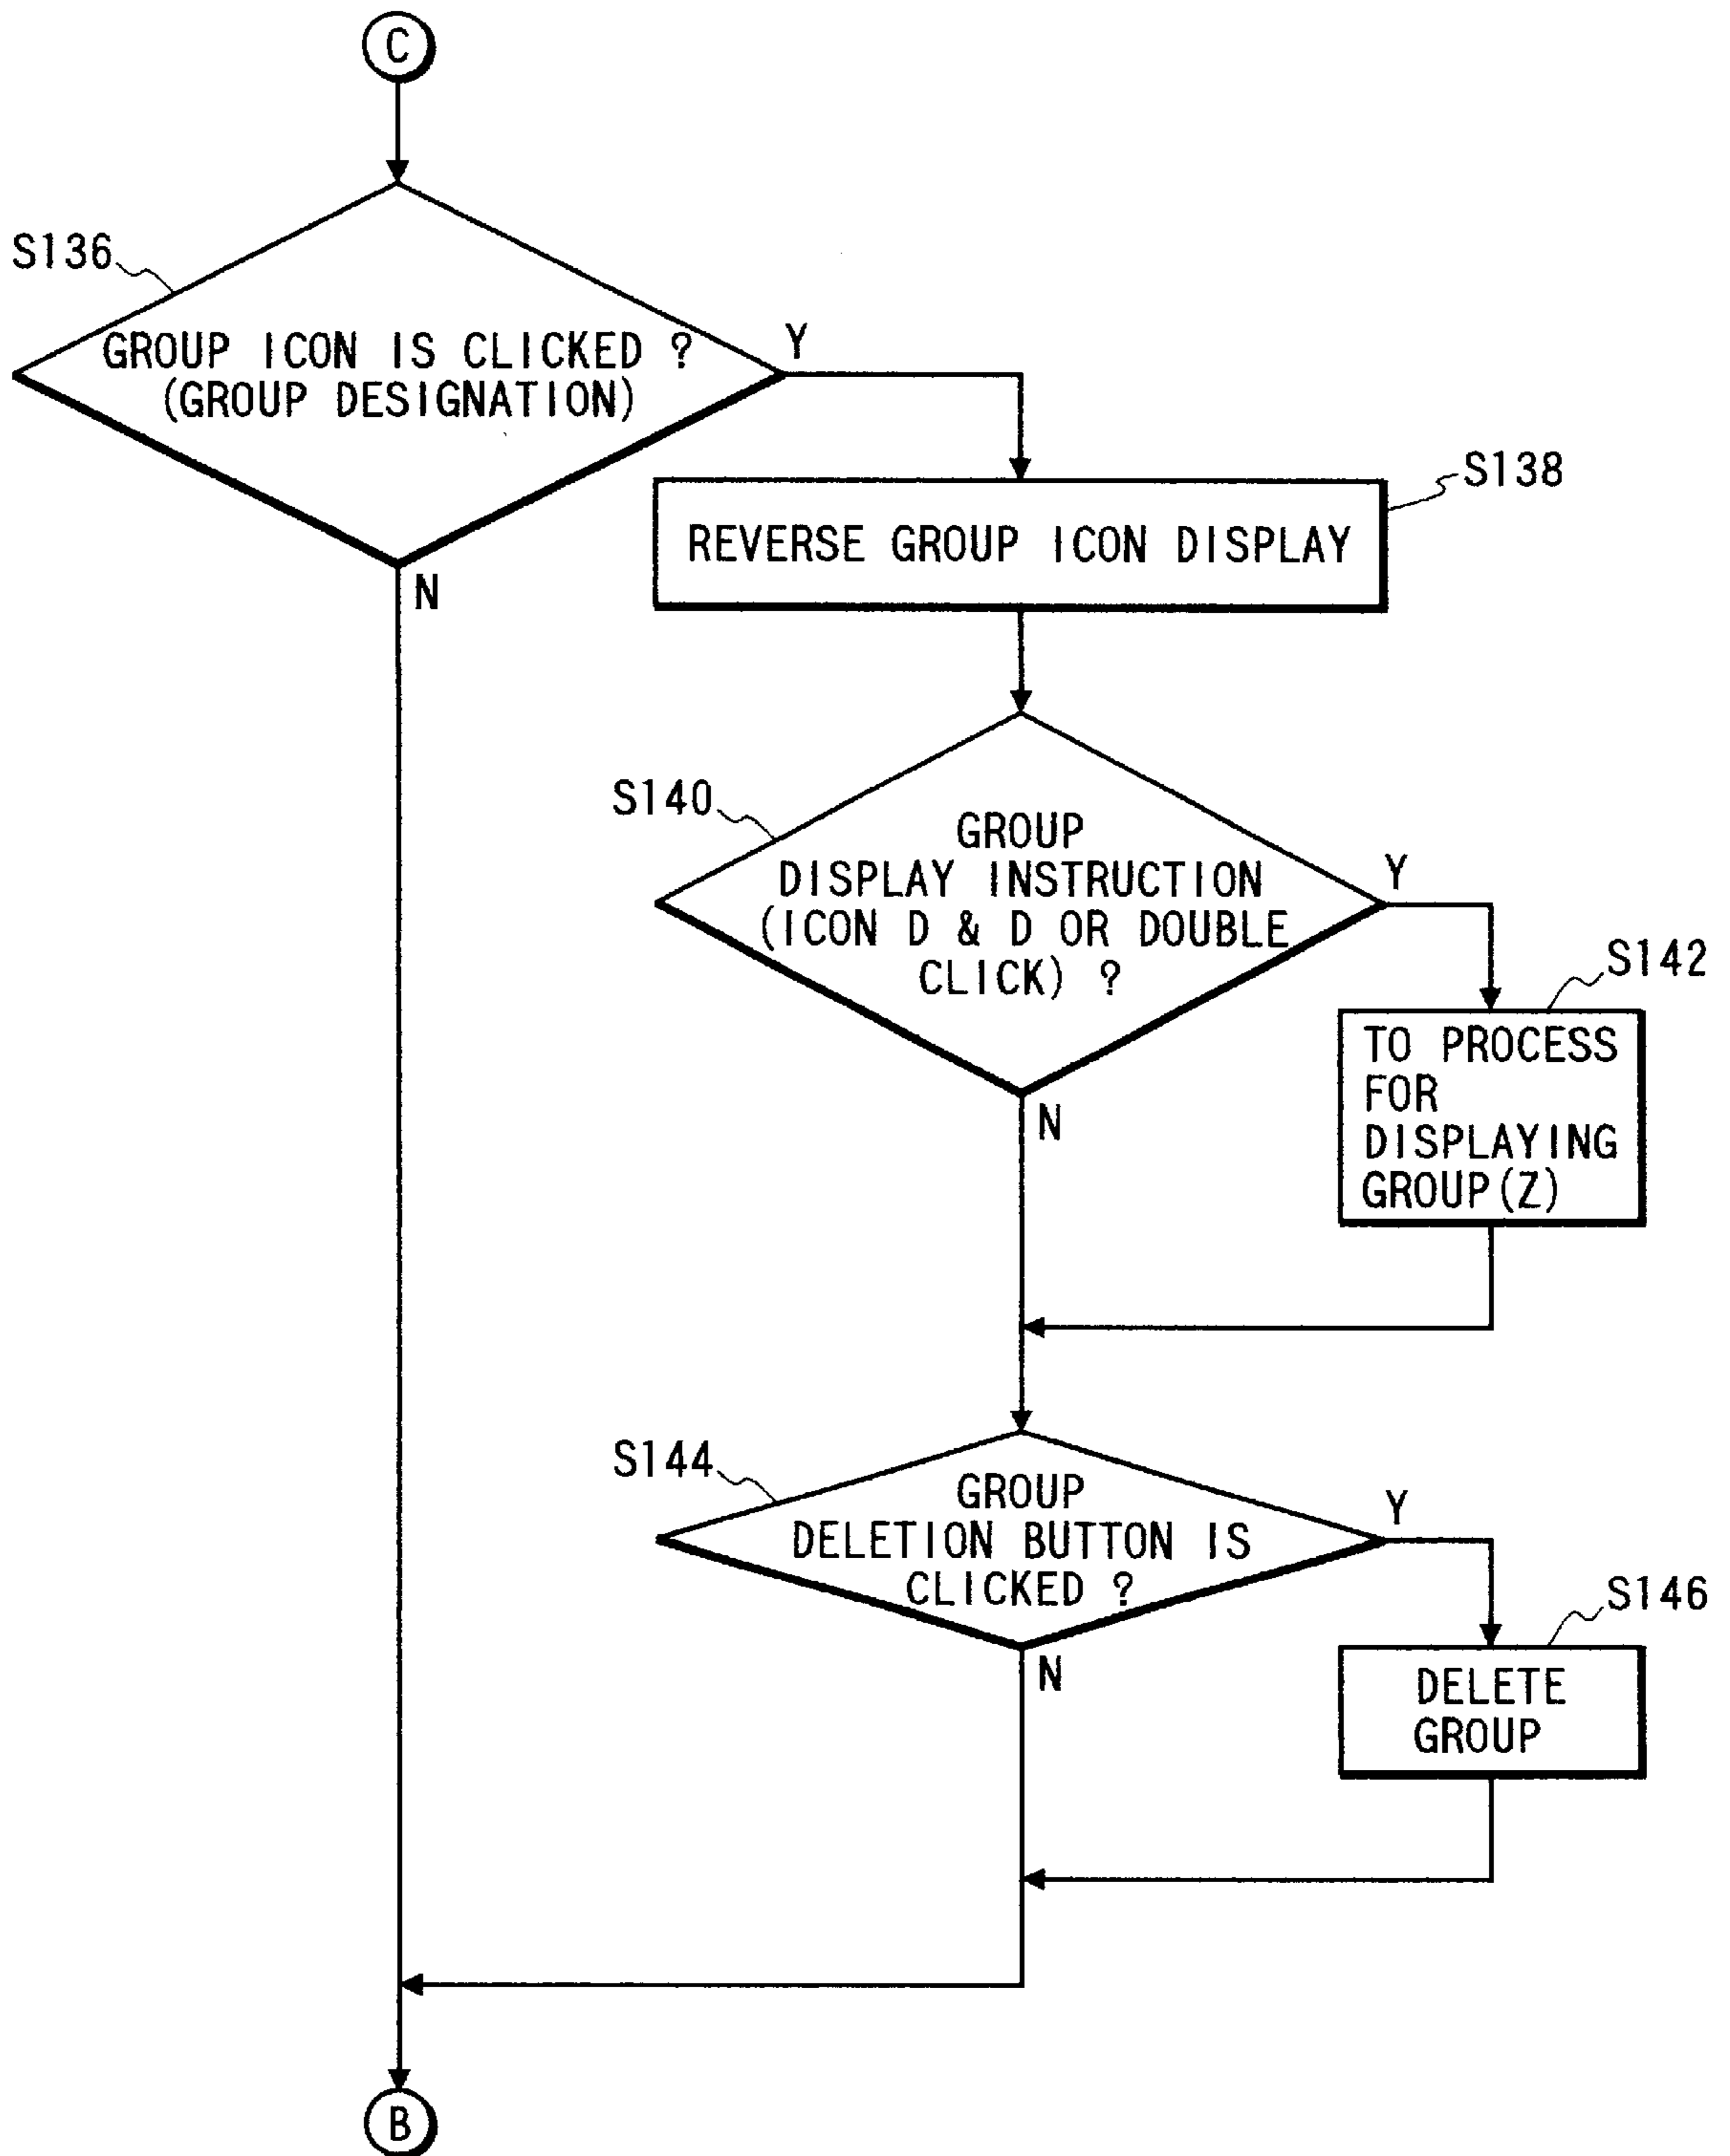 C
S136
GROUP ICON IS CLICKED ?
(GROUP DESIGNATION)
Y
N
S138
REVERSE GROUP ICON DISPLAY
S140
GROUP
DISPLAY INSTRUCTION
(ICON D & D OR DOUBLE
CLICK) ?
Y
N
S142
TO PROCESS
FOR
DISPLAYING
GROUP(Z)
S144
GROUP
DELETION BUTTON IS
CLICKED ?
Y
N
S146
DELETE
GROUP
B